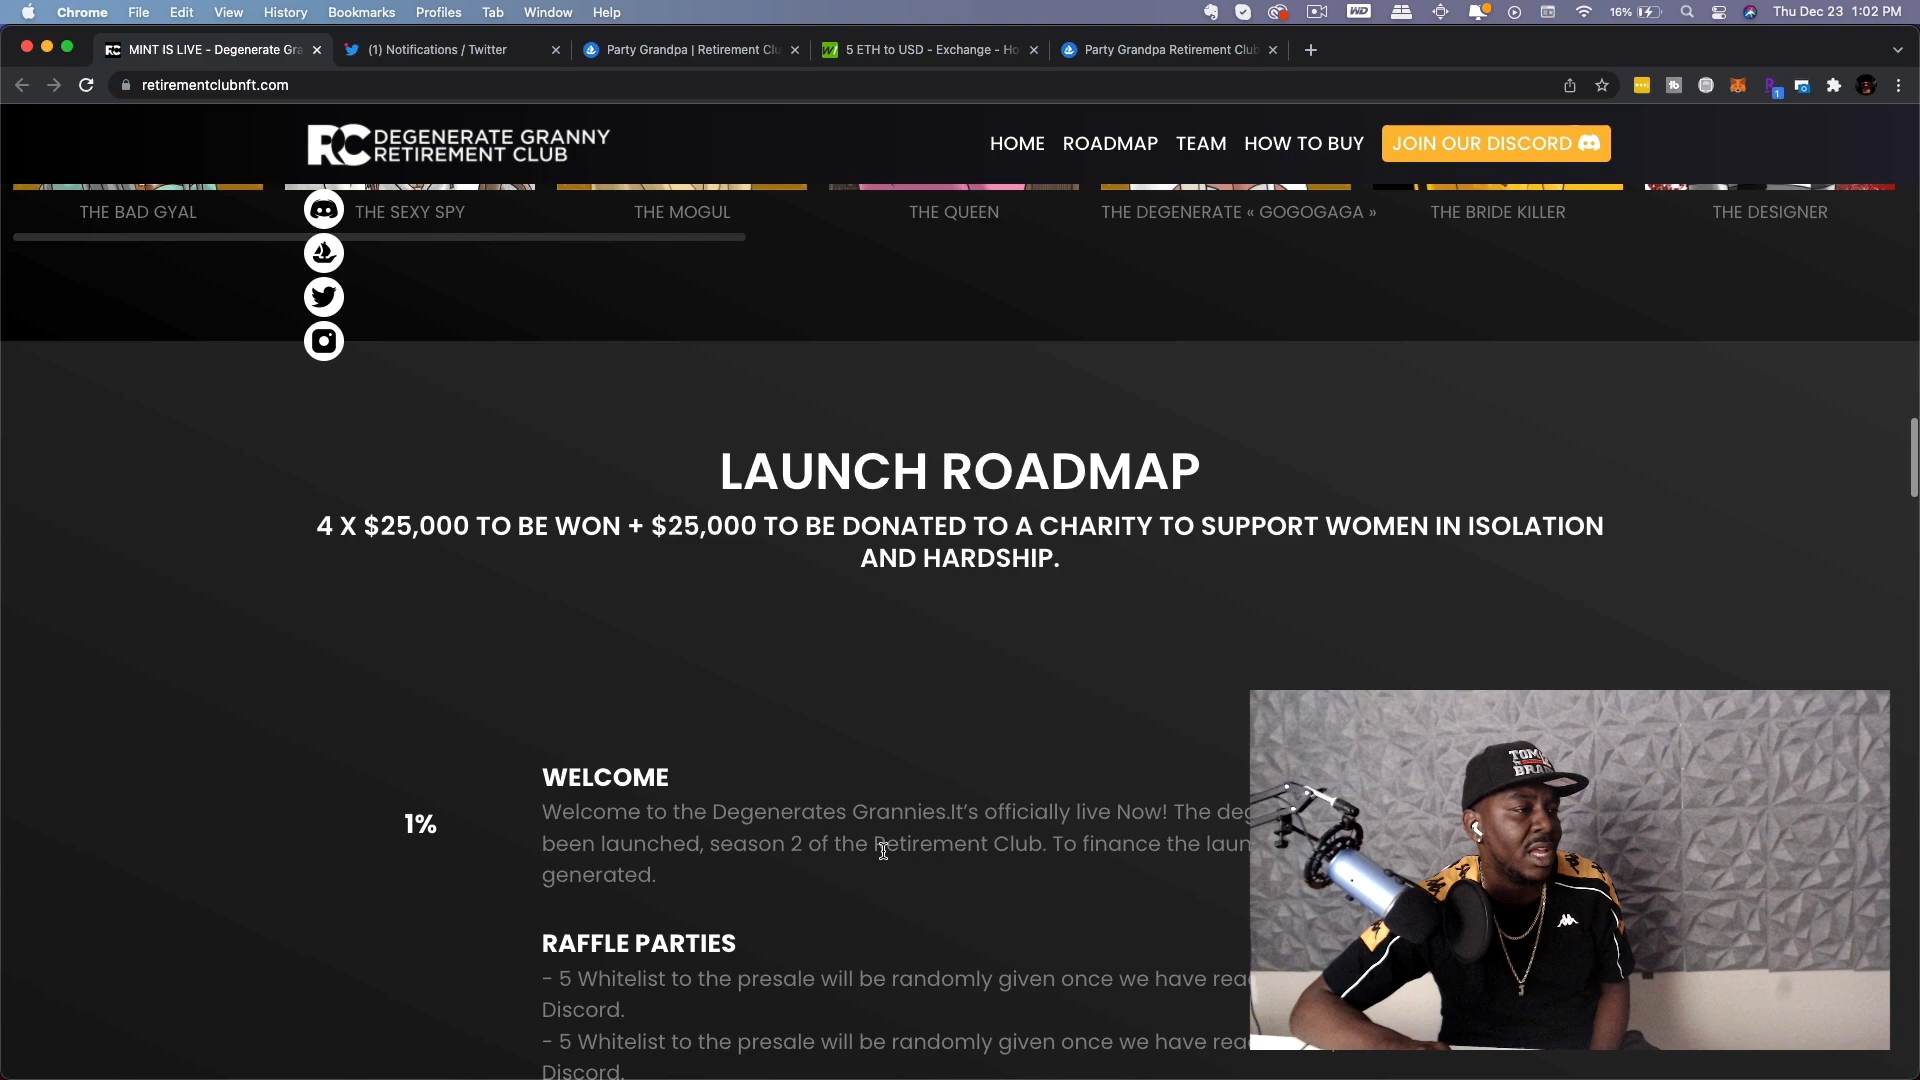 Chrome File Edit View History Bookmarks Profiles Tab Window Help
WD
16%
Thu Dec 23 1:02 PM
RC MINT IS LIVE - Degenerate Gra
(1) Notifications / Twitter
Party Grandpa | Retirement Clu
5 ETH to USD - Exchange - Ho
Party Grandpa Retirement Club
retirementclubnft.com
RC DEGENERATE GRANNY
RETIREMENT CLUB
HOME ROADMAP TEAM HOW TO BUY JOIN OUR DISCORD
THE BAD GYAL THE SEXY SPY THE MOGUL THE QUEEN THE DEGENERATE « GOGOGAGA » THE BRIDE KILLER THE DESIGNER
LAUNCH ROADMAP
4 X $25,000 TO BE WON + $25,000 TO BE DONATED TO A CHARITY TO SUPPORT WOMEN IN ISOLATION
AND HARDSHIP.
WELCOME
1%
Welcome to the Degenerates Grannies.It’s officially live Now! The deg
been launched, season 2 of the Retirement Club. To finance the laun
generated.
RAFFLE PARTIES
- 5 Whitelist to the presale will be randomly given once we have rea
Discord.
- 5 Whitelist to the presale will be randomly given once we have rea
Discord.